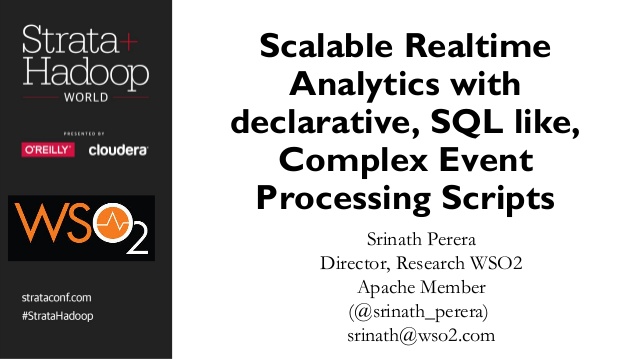 Strata+
Hadoop
WORLD
PRESENTED BY
O'REILLY
cloudera
WSO2
strataconf.com
#StrataHadoop
Scalable Realtime
Analytics with
declarative, SQL like,
Complex Event
Processing Scripts
Srinath Perera
Director, Research WSO2
Apache Member
(@srinath_perera)
srinath@wso2.com